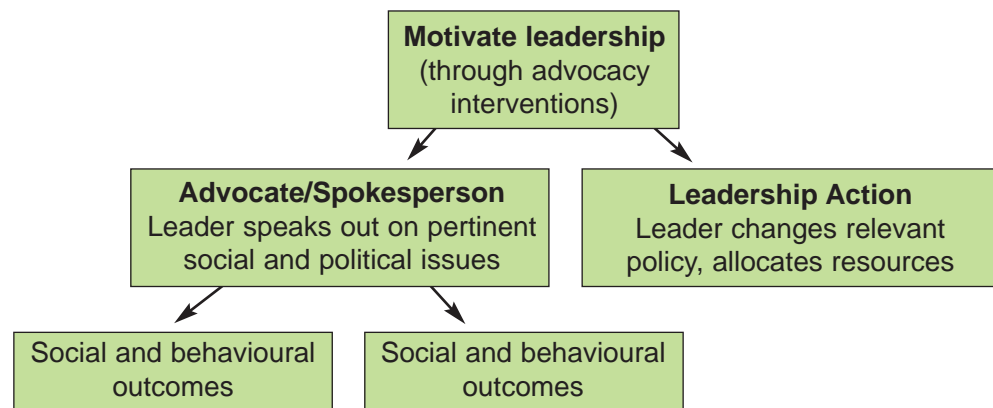 Motivate leadership
(through advocacy
interventions)
Advocate/Spokesperson
Leader speaks out on pertinent
social and political issues
Leadership Action
Leader changes relevant
policy, allocates resources
Social and behavioural
outcomes
Social and behavioural
outcomes